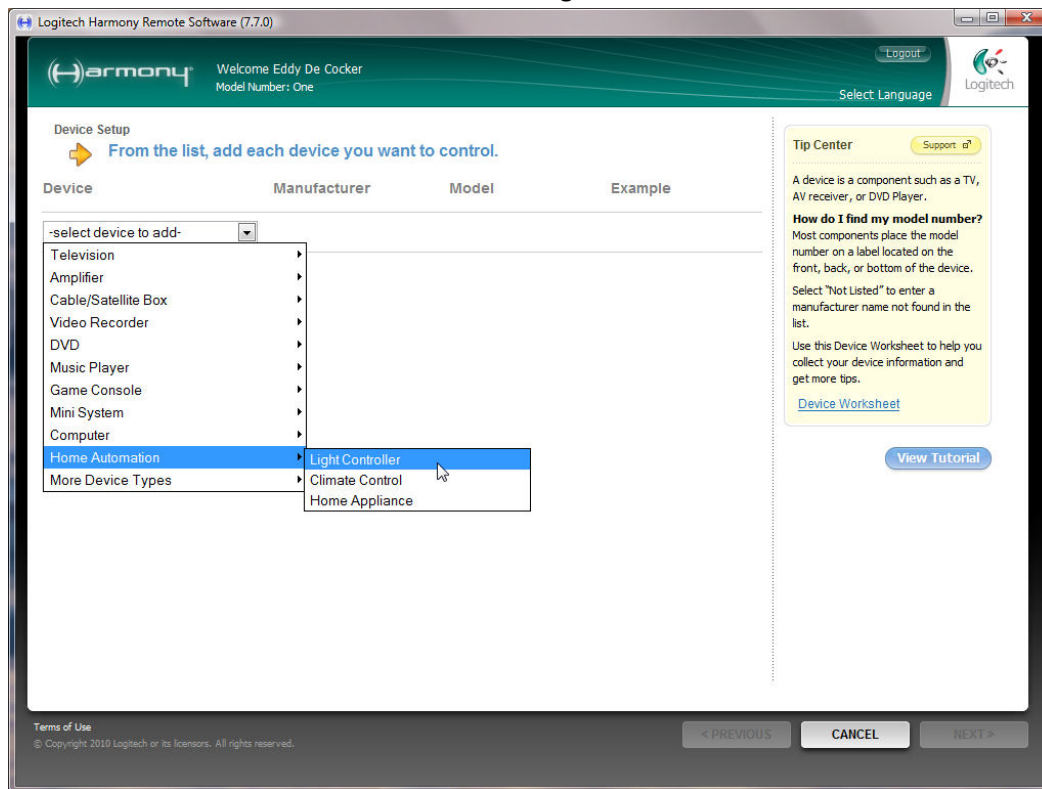 Logitech Harmony Remote Software (7.7.0)
Harmony
Welcome Eddy De Cocker
Model Number: One
Logout
Select Language
Logitech
Device Setup
From the list, add each device you want to control.
Device Manufacturer Model Example
-select device to add-
Television
Amplifier
Cable/Satellite Box
Video Recorder
DVD
Music Player
Game Console
Mini System
Computer
Home Automation
More Device Types
Light Controller
Climate Control
Home Appliance
Tip Center
Support
A device is a component such as a TV,
AV receiver, or DVD Player.
How do I find my model number?
Most components place the model
number on a label located on the
front, back, or bottom of the device.
Select "Not Listed" to enter a
manufacturer name not found in the
list.
Use this Device Worksheet to help you
collect your device information and
get more tips.
Device Worksheet
View Tutorial
Terms of Use
© Copyright 2010 Logitech or its licensors. All rights reserved.
< PREVIOUS
CANCEL
NEXT >